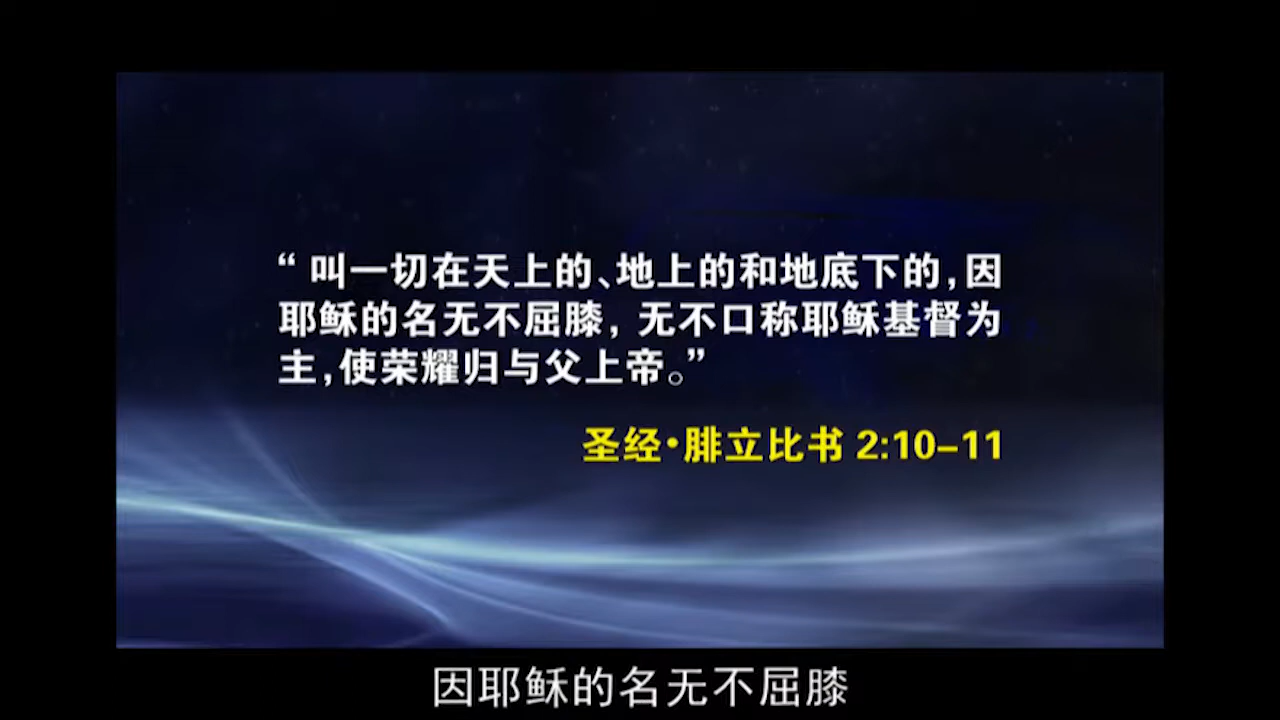 “ 叫一切在天上的、地上的和地底下的,因
耶稣的名无不屈膝, 无不口称耶稣基督为
主,使荣耀归与父上帝。”
圣经·腓立比书 2:10-11
因耶稣的名无不屈膝